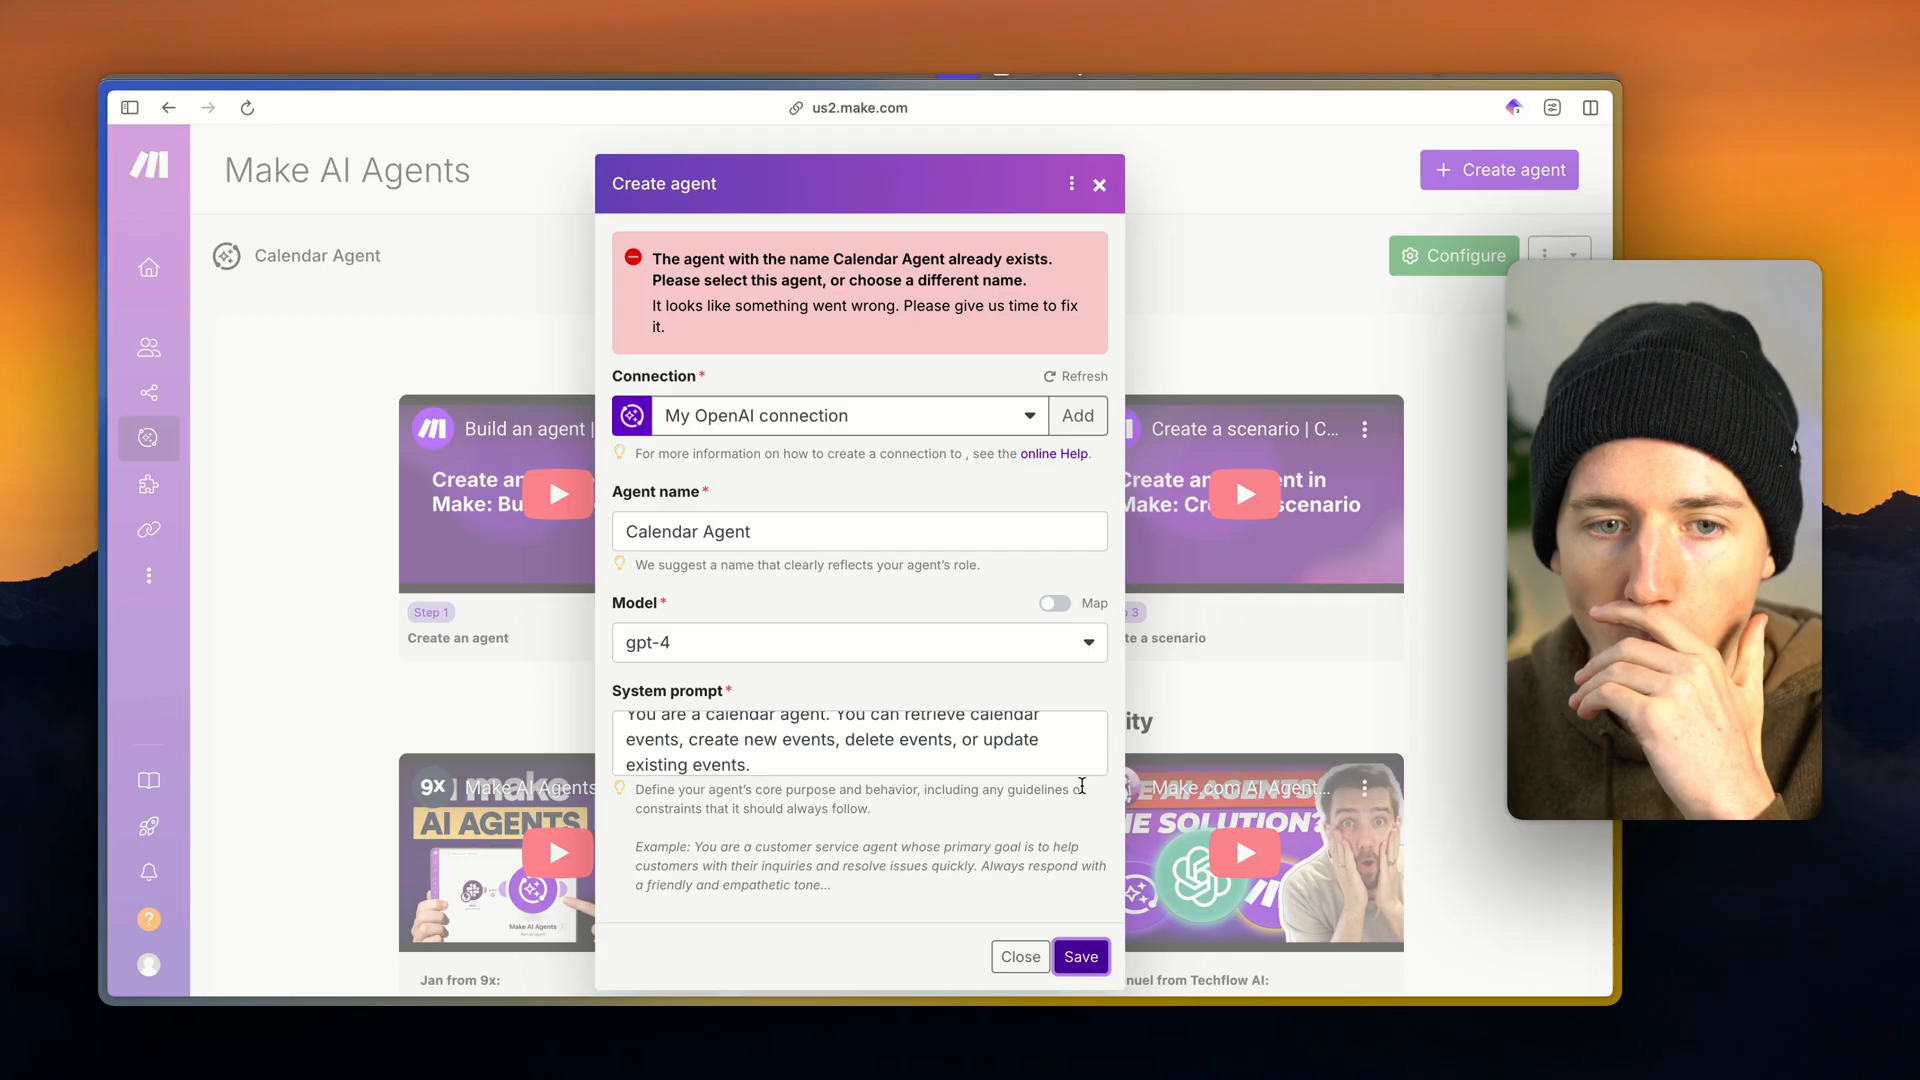 us2.make.com
Make AI Agents
Create agent
Calendar Agent
Configure
Create agent
The agent with the name Calendar Agent already exists.
Please select this agent, or choose a different name.
It looks like something went wrong. Please give us time to fix
it.
Connection*
Refresh
My OpenAI connection
Add
For more information on how to create a connection to , see the online Help.
Agent name*
Calendar Agent
We suggest a name that clearly reflects your agent's role.
Model*
Map
gpt-4
System prompt*
You are a calendar agent. You can retrieve calendar
events, create new events, delete events, or update
existing events.
Define your agent's core purpose and behavior, including any guidelines
constraints that it should always follow.
Example: You are a customer service agent whose primary goal is to help
customers with their inquiries and resolve issues quickly. Always respond with
a friendly and empathetic tone...
Close
Save
Build an agent |
Create an
Make: Bu
Step 1
Create an agent
Create a scenario | C...
nt in
Make: Cr scenario
3
te a scenario
ity
9x
Make AI Agents
make
AI AGENTS
Make AI Agents
Jan from 9x:
Make.com AI Agent...
E AI AGENTS
NE SOLUTION?
nuel from Techflow AI: